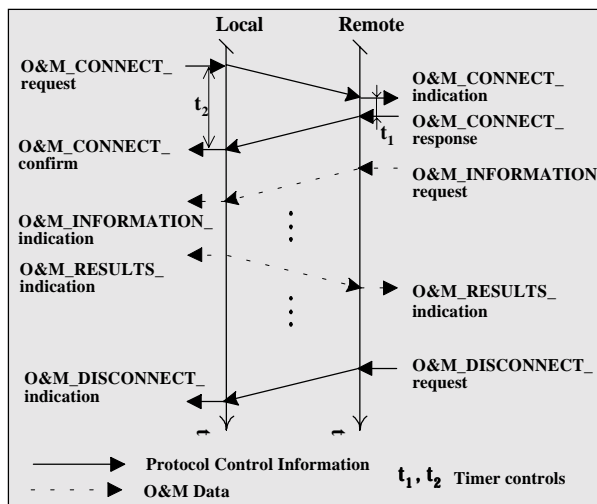 Local
Remote
O&M_CONNECT_
request
t2
O&M_CONNECT_
indication
t1
O&M_CONNECT_
response
O&M_CONNECT_
confirm
O&M_INFORMATION
request
O&M_INFORMATION_
indication
O&M_RESULTS_
indication
O&M_RESULTS_
indication
O&M_DISCONNECT_
request
O&M_DISCONNECT_
indication
t
t
Protocol Control Information
O&M Data
t1, t2 Timer controls